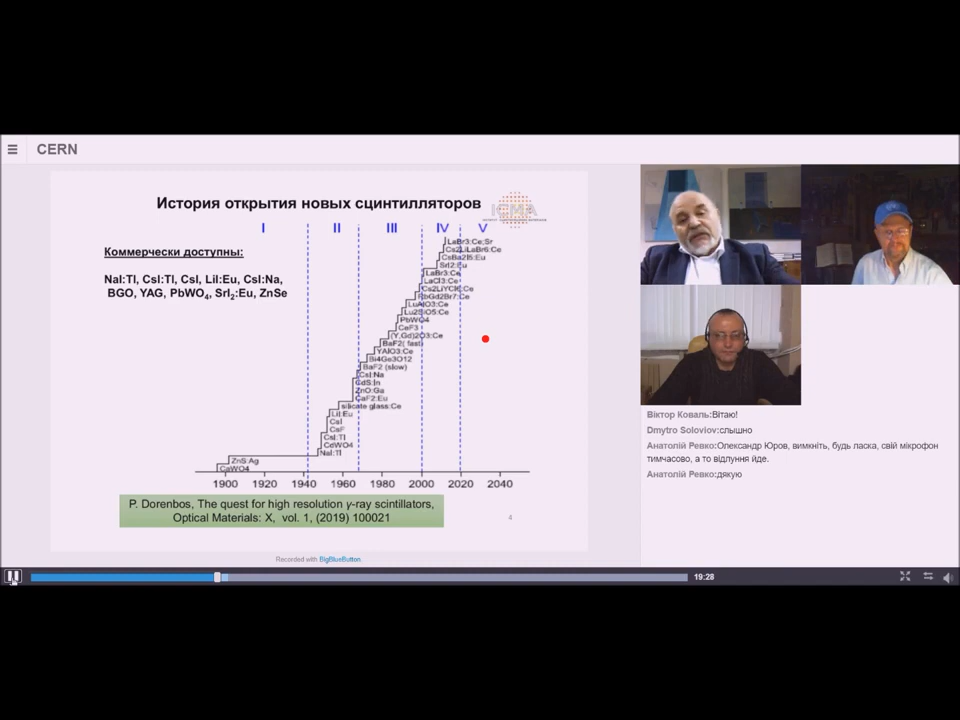 CERN
История открытия новых сцинтилляторов
ICMA
I II III IV V
Коммерчески доступны:
NaI:Tl, CsI:Tl, CsI, LiI:Eu, CsI:Na,
BGO, YAG, PbWO4, SrI2:Eu, ZnSe
LaBr3:Ce;Sr
Cs2LiLaBr6:Ce
CsBa2I5:Eu
SrI2:Eu
LaBr3:Ce
LaCl3:Ce
Cs2LiYCl6:Ce
RbGd2Br7:Ce
LuAlO3:Ce
Lu2SiO5:Ce
PbWO4
CeF3
(Y,Gd)2O3:Ce
BaF2( fast)
YAlO3:Ce
Bi4Ge3O12
BaF2 (slow)
CsI:Na
CdS:In
ZnO:Ga
CaF2:Eu
silicate glass:Ce
LiI:Eu
CsI
CsF
CsI:Tl
CdWO4
NaI:Tl
ZnS:Ag
CaWO4
1900 1920 1940 1960 1980 2000 2020 2040
P. Dorenbos, The quest for high resolution γ-ray scintillators,
Optical Materials: X, vol. 1, (2019) 100021
4
Recorded with BigBlueButton
Віктор Коваль:Вітаю!
Dmytro Soloviov:слышно
Анатолій Ревко:Олександр Юров, вимкніть, будь ласка, свій мікрофон
тимчасово, а то відлуння йде.
Анатолій Ревко:дякую
19:28